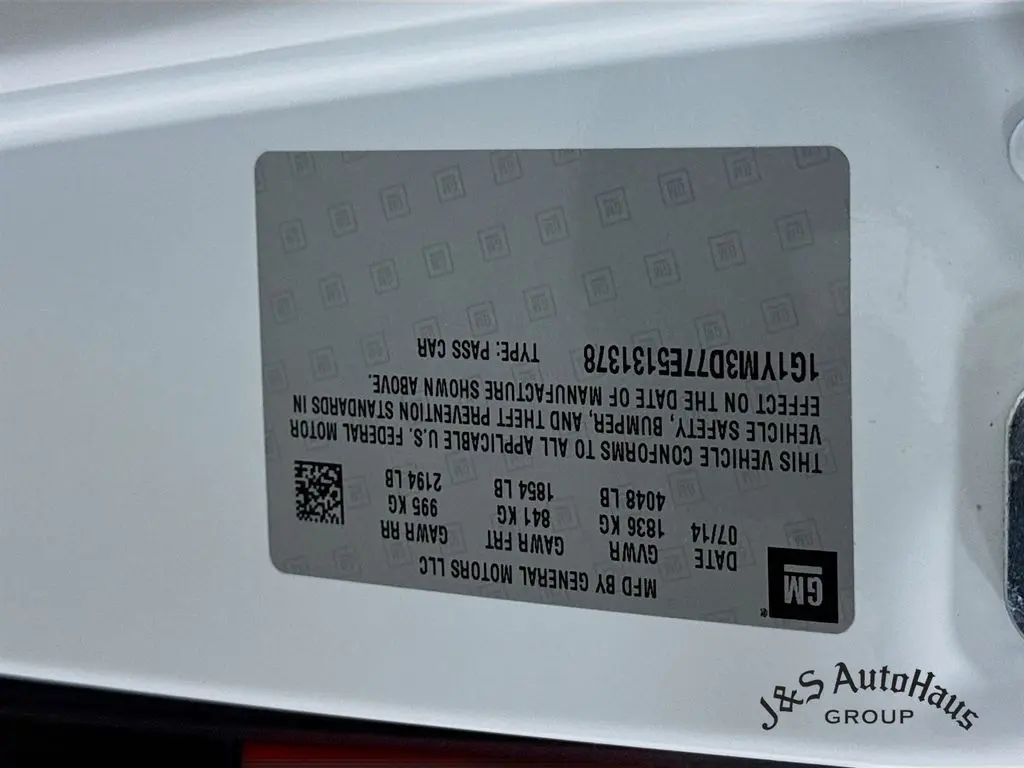 GM
MFD BY GENERAL MOTORS LLC
DATE GVWR GAWR FRT GAWR RR
07/14 1836 KG 841 KG 995 KG
4048 LB 1854 LB 2194 LB
THIS VEHICLE CONFORMS TO ALL APPLICABLE U.S. FEDERAL MOTOR
VEHICLE SAFETY, BUMPER, AND THEFT PREVENTION STANDARDS IN
EFFECT ON THE DATE OF MANUFACTURE SHOWN ABOVE.
1G1YM3D77E5131378 TYPE: PASS CAR
J&S AutoHaus
GROUP